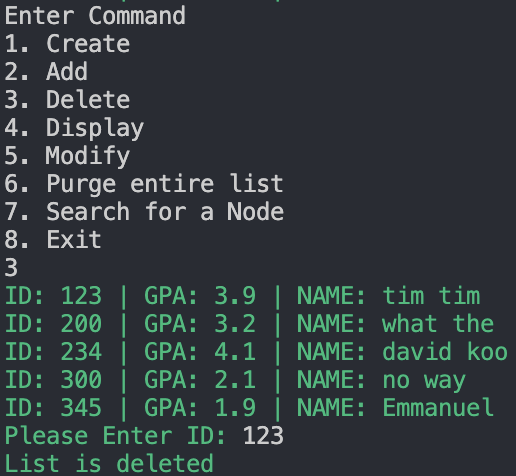 Enter Command
1. Create
2. Add
3. Delete
4. Display
5. Modify
6. Purge entire list
7. Search for a Node
8. Exit
3
ID: 123 | GPA: 3.9 | NAME: tim tim
ID: 200 | GPA: 3.2 | NAME: what the
ID: 234 | GPA: 4.1 | NAME: david koo
ID: 300 | GPA: 2.1 | NAME: no way
ID: 345 | GPA: 1.9 | NAME: Emmanuel
Please Enter ID: 123
List is deleted